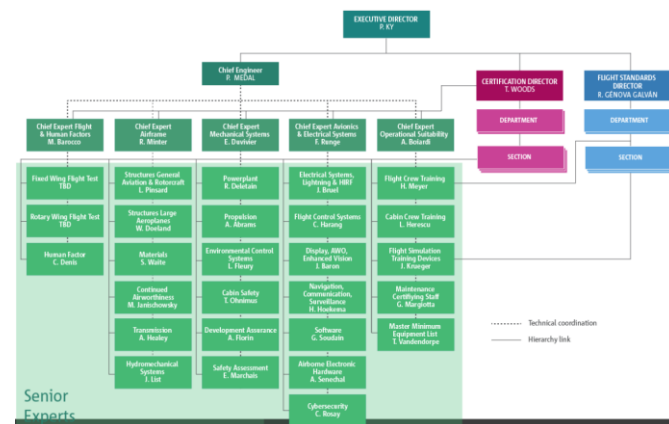 EXECUTIVE DIRECTOR
P. KY
Chief Engineer
P. MEDAL
CERTIFICATION DIRECTOR
T. WOODS
FLIGHT STANDARDS
DIRECTOR
R. GÉNOVA GALVÁN
DEPARTMENT
SECTION
DEPARTMENT
SECTION
Chief Expert Flight
& Human Factors
M. Barocco
Chief Expert
Airframe
R. Minter
Chief Expert
Mechanical Systems
E. Duvivier
Chief Expert Avionics
& Electrical Systems
F. Runge
Chief Expert
Operational Suitability
A. Bolardi
Fixed Wing Flight Test
TBD
Rotary Wing Flight Test
TBD
Human Factor
C. Denis
Structures General
Aviation & Rotorcraft
L. Pinsard
Structures Large
Aeroplanes
W. Doeland
Materials
S. Waite
Continued
Airworthiness
M.
Transmission
A. Healey
Hydromechanical
Systems
J. List
Powerplant
R. Deletain
Propulsion
A. Abrams
Environmental Control
Systems
L. Fleury
Cabin Safety
T. Ohnimus
Development Assurance
A. Florin
Safety Assessment
E. Marchais
Electrical Systems,
Lightning & HIRF
J. Bruel
Flight Control Systems
C. Harang
Display, AWO,
Enhanced Vision
J. Baron
Navigation,
Communication,
Surveillance
H. Hoekema
Software
G. Soudain
Airborne Electronic
Hardware
A. Senechal
Cybersecurity
C. Rosay
Flight Crew Training
H. Meyer
Cabin Crew Training
L. Herescu
Flight Simulation
Training Devices
J. Krueger
Maintenance
Certifying Staff
G. Margiotta
Master Minimum
Equipment List
T. Vandendorpe
Technical coordination
Hierarchy link
Senior
Experts